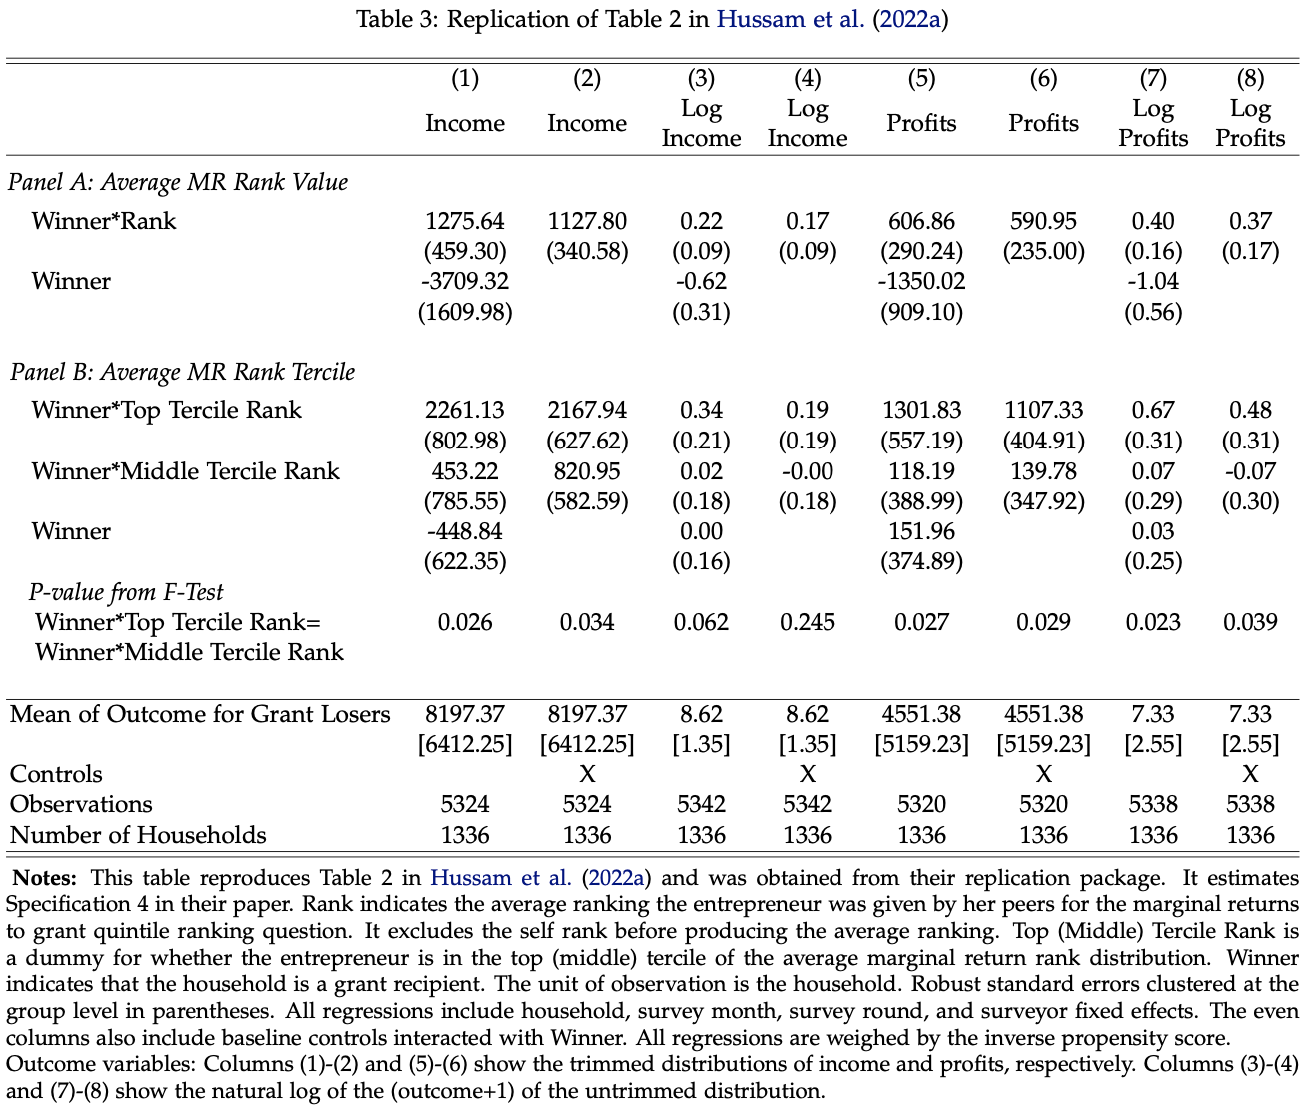 Table 3: Replication of Table 2 in Hussam et al. (2022a)
(1) (2) (3) (4) (5) (6) (7) (8)
Income Income Log Income Log Income Profits Profits Log Profits Log Profits
Panel A: Average MR Rank Value
Winner*Rank 1275.64 1127.80 0.22 0.17 606.86 590.95 0.40 0.37
(459.30) (340.58) (0.09) (0.09) (290.24) (235.00) (0.16) (0.17)
Winner -3709.32 -0.62 -1350.02 -1.04
(1609.98) (0.31) (909.10) (0.56)
Panel B: Average MR Rank Tercile
Winner*Top Tercile Rank 2261.13 2167.94 0.34 0.19 1301.83 1107.33 0.67 0.48
(802.98) (627.62) (0.21) (0.19) (557.19) (404.91) (0.31) (0.31)
Winner*Middle Tercile Rank 453.22 820.95 0.02 -0.00 118.19 139.78 0.07 -0.07
(785.55) (582.59) (0.18) (0.18) (388.99) (347.92) (0.29) (0.30)
Winner -448.84 0.00 151.96 0.03
(622.35) (0.16) (374.89) (0.25)
P-value from F-Test
Winner*Top Tercile Rank= 0.026 0.034 0.062 0.245 0.027 0.029 0.023 0.039
Winner*Middle Tercile Rank
Mean of Outcome for Grant Losers 8197.37 8197.37 8.62 8.62 4551.38 4551.38 7.33 7.33
[6412.25] [6412.25] [1.35] [1.35] [5159.23] [5159.23] [2.55] [2.55]
Controls X X X X
Observations 5324 5324 5342 5342 5320 5320 5338 5338
Number of Households 1336 1336 1336 1336 1336 1336 1336 1336
Notes: This table reproduces Table 2 in Hussam et al. (2022a) and was obtained from their replication package. It estimates
Specification 4 in their paper. Rank indicates the average ranking the entrepreneur was given by her peers for the marginal returns
to grant quintile ranking question. It excludes the self rank before producing the average ranking. Top (Middle) Tercile Rank is
a dummy for whether the entrepreneur is in the top (middle) tercile of the average marginal return rank distribution. Winner
indicates that the household is a grant recipient. The unit of observation is the household. Robust standard errors clustered at the
group level in parentheses. All regressions include household, survey month, survey round, and surveyor fixed effects. The even
columns also include baseline controls interacted with Winner. All regressions are weighed by the inverse propensity score.
Outcome variables: Columns (1)-(2) and (5)-(6) show the trimmed distributions of income and profits, respectively. Columns (3)-(4)
and (7)-(8) show the natural log of the (outcome+1) of the untrimmed distribution.